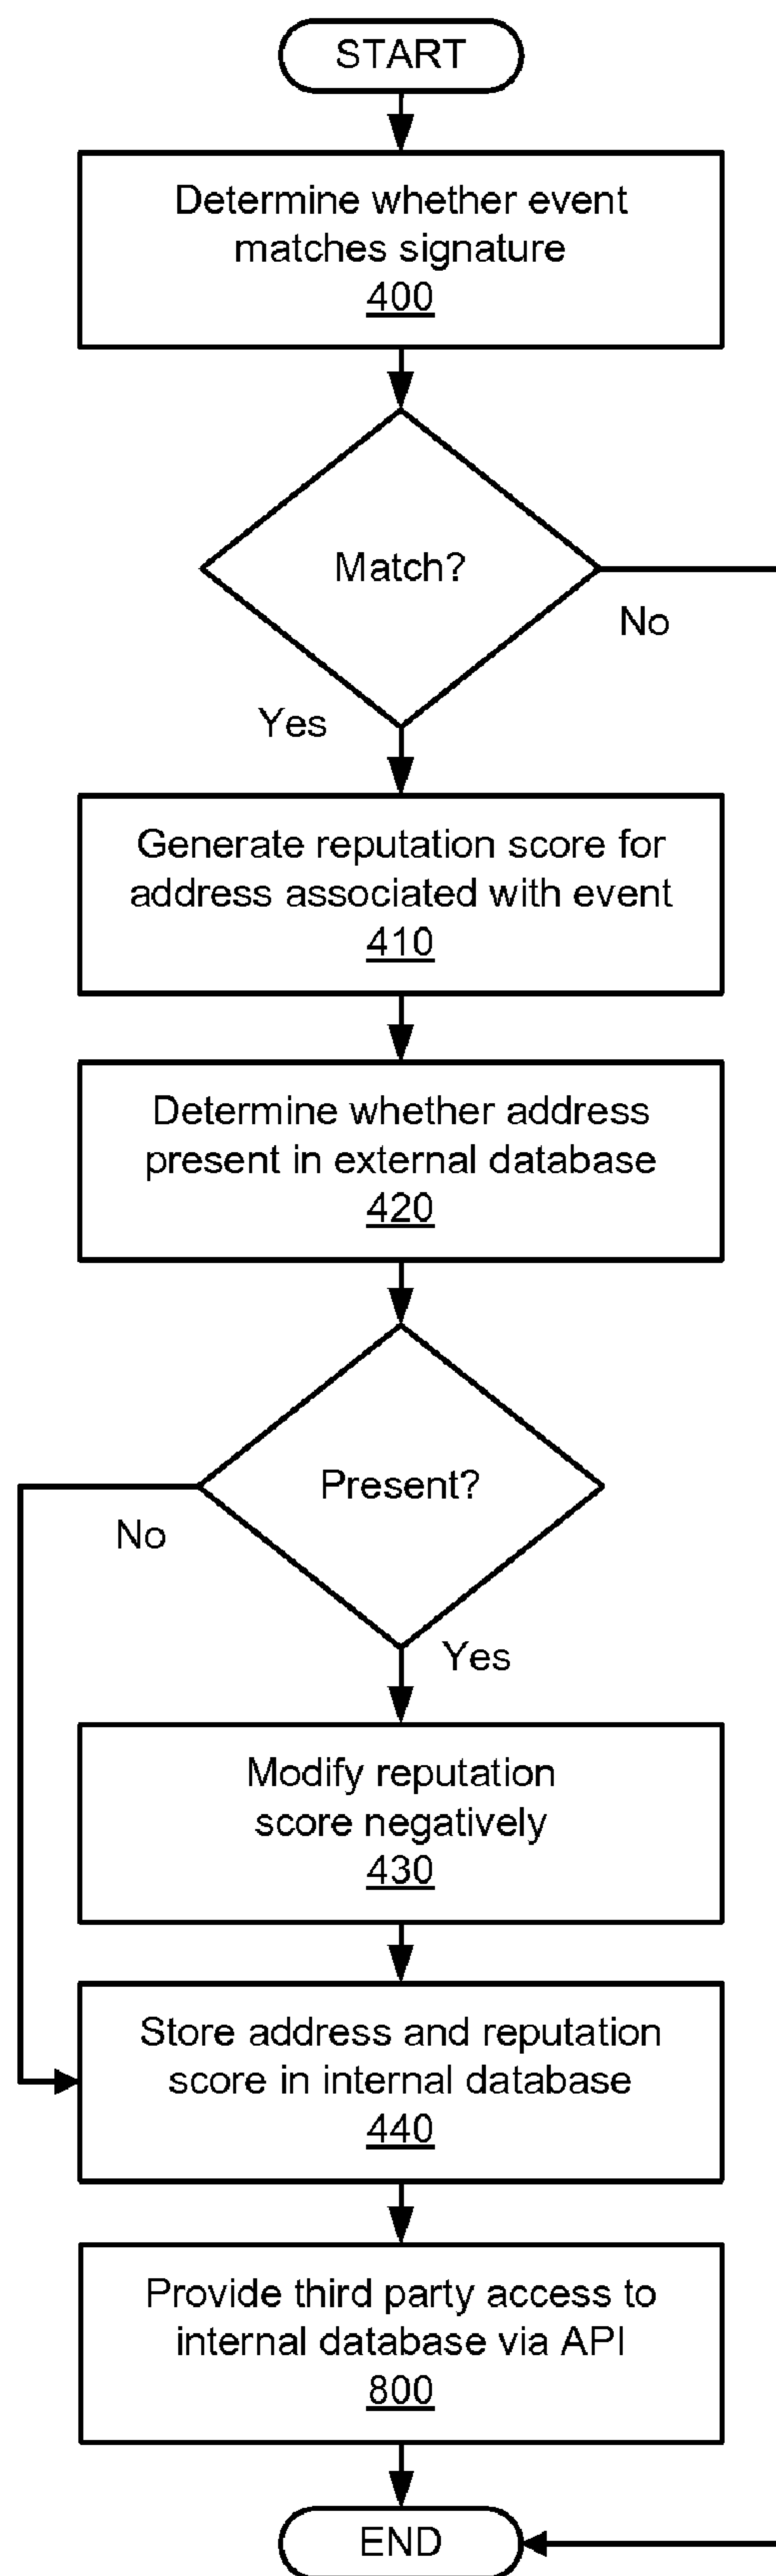 START
Determine whether event
matches signature
400
Match?
No
Yes
Generate reputation score for
address associated with event
410
Determine whether address
present in external database
420
Present?
No
Yes
Modify reputation
score negatively
430
Store address and reputation
score in internal database
440
Provide third party access to
internal database via API
800
END